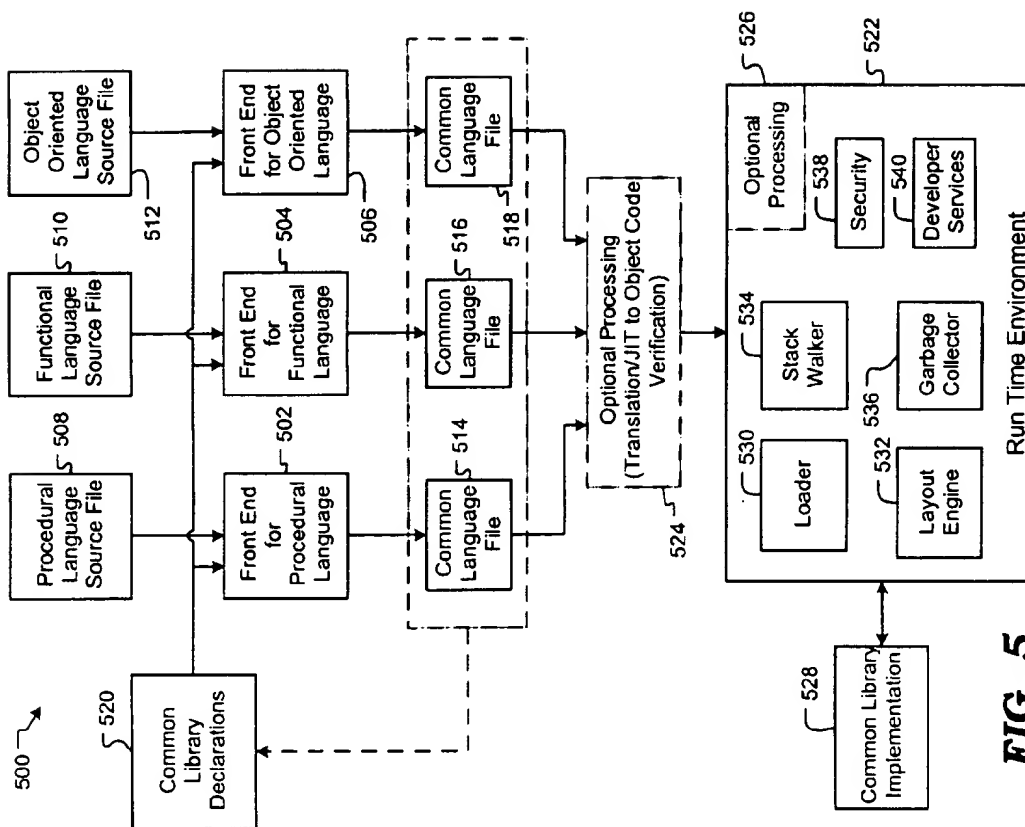 500
520
Common
Library
Declarations
508
Procedural
Language
Source File
510
Functional
Language
Source File
Object
Oriented
Language
Source File
512
502
Front End
for
Procedural
Language
504
Front End
for
Functional
Language
Front End
for Object
Oriented
Language
506
514
Common
Language
File
516
Common
Language
File
Common
Language
File
518
Optional Processing
(Translation/JIT to Object Code
Verification)
524
528
Common Library
Implementation
530
Loader
532
Layout
Engine
534
Stack
Walker
536
Garbage
Collector
Optional
Processing
526
522
538
Security
540
Developer
Services
Run Time Environment
FIG. 5